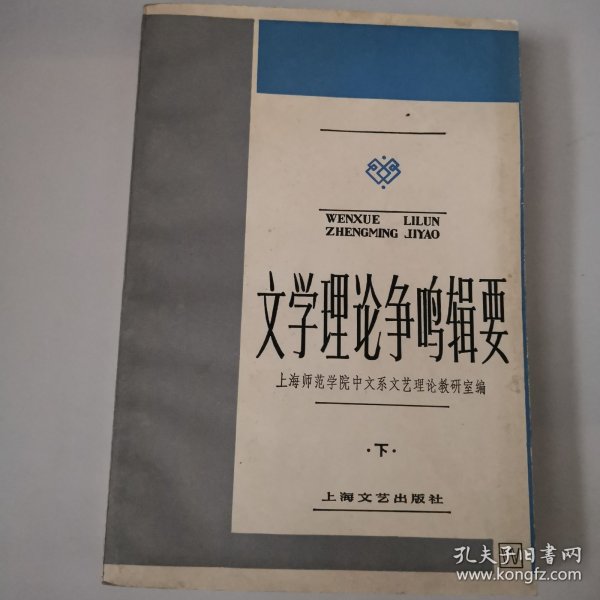 WENXUE LILUN
ZHENGMING JIYAO
文学理论争鸣辑要
上海师范学院中文系文艺理论教研室编
·下·
上海文艺出版社
孔夫子旧书网
www.kongfz.com